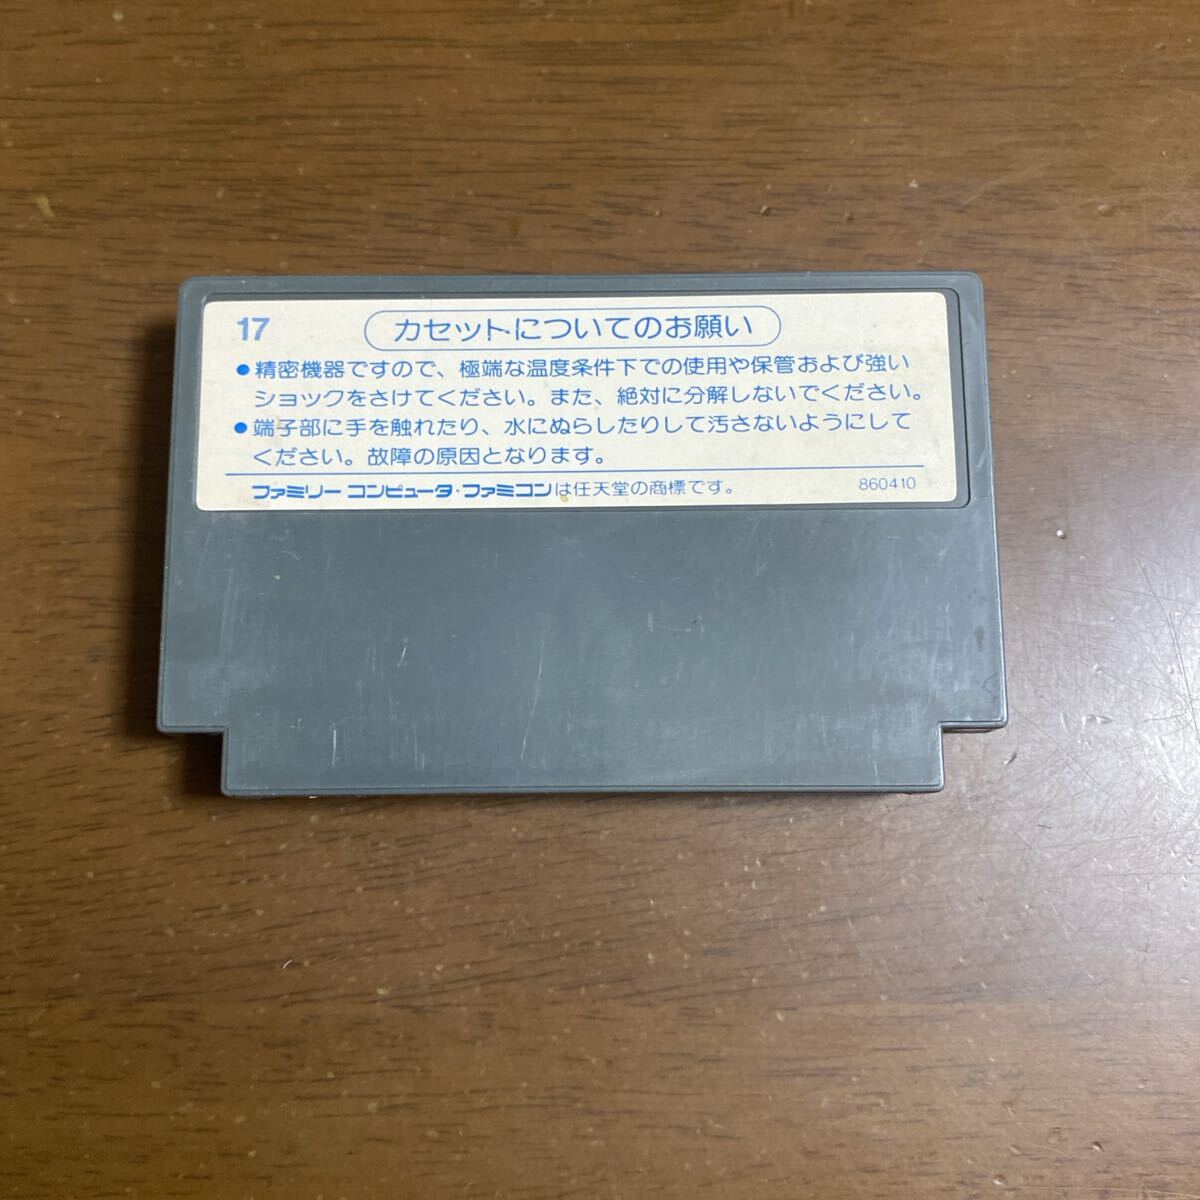 17
カセットについてのお願い
●精密機器ですので、極端な温度条件下での使用や保管および強い
ショックをさけてください。また、絶対に分解しないでください。
●端子部に手を触れたり、水にぬらしたりして汚さないようにして
ください。故障の原因となります。
ファミリーコンピュータ・ファミコンは任天堂の商標です。 860410